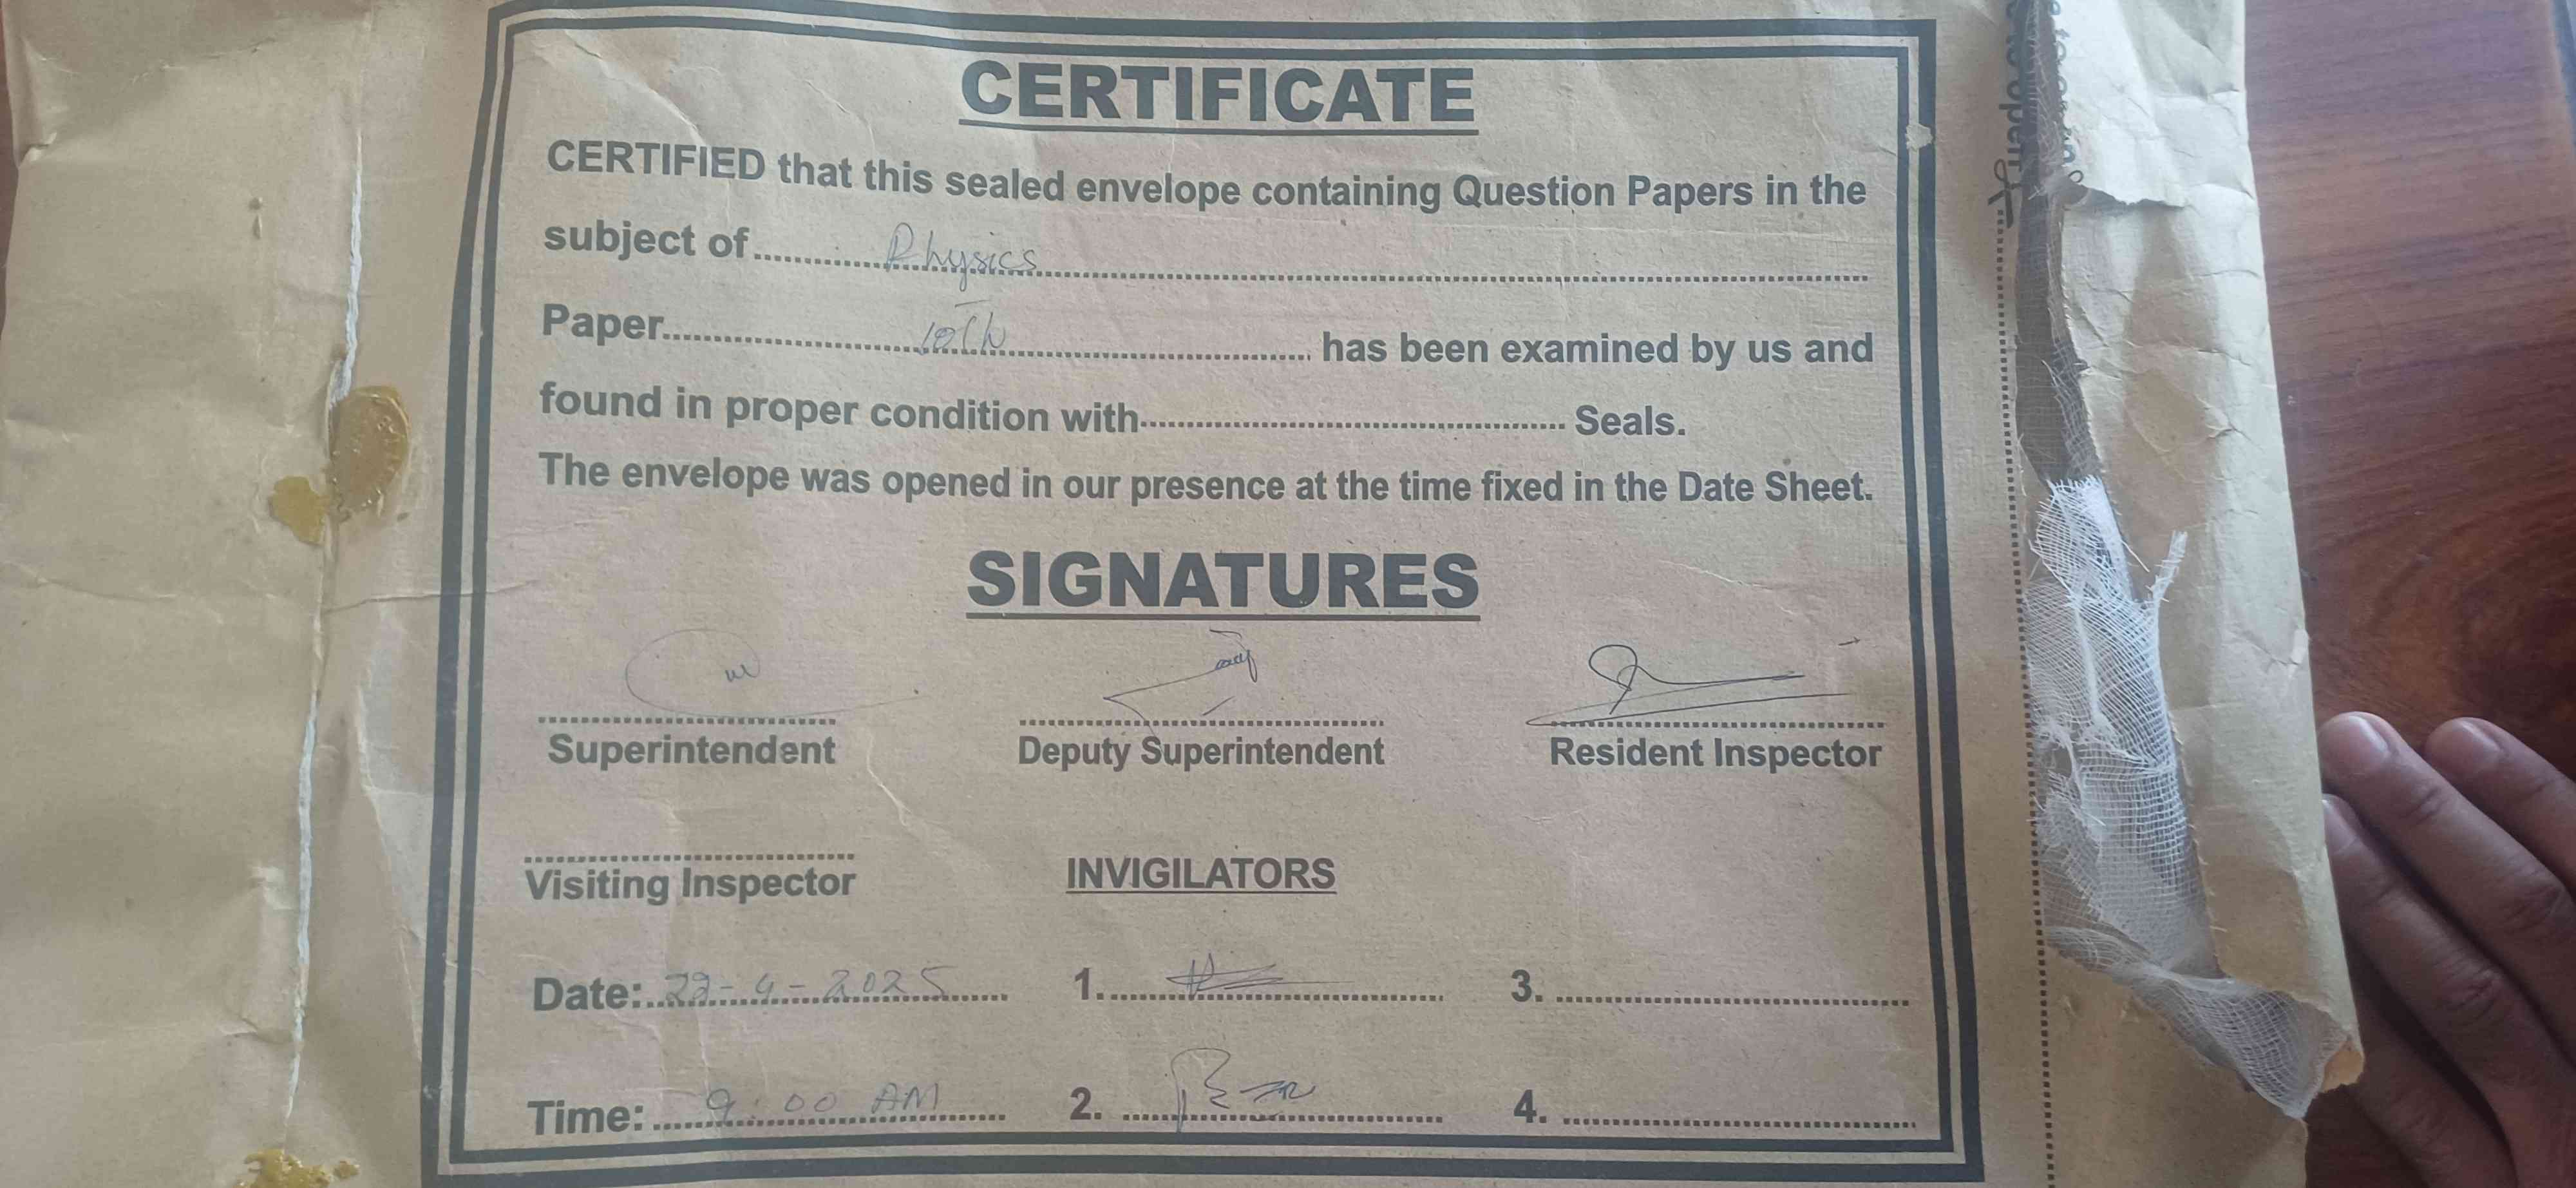 CERTIFICATE
CERTIFIED that this sealed envelope containing Question Papers in the
subject of Physics
Paper 10Th has been examined by us and
found in proper condition with Seals.
The envelope was opened in our presence at the time fixed in the Date Sheet.
SIGNATURES
Superintendent Deputy Superintendent Resident Inspector
Visiting Inspector INVIGILATORS
Date: 22-4-2025 1. 3.
Time: 9:00 AM 2. 4.